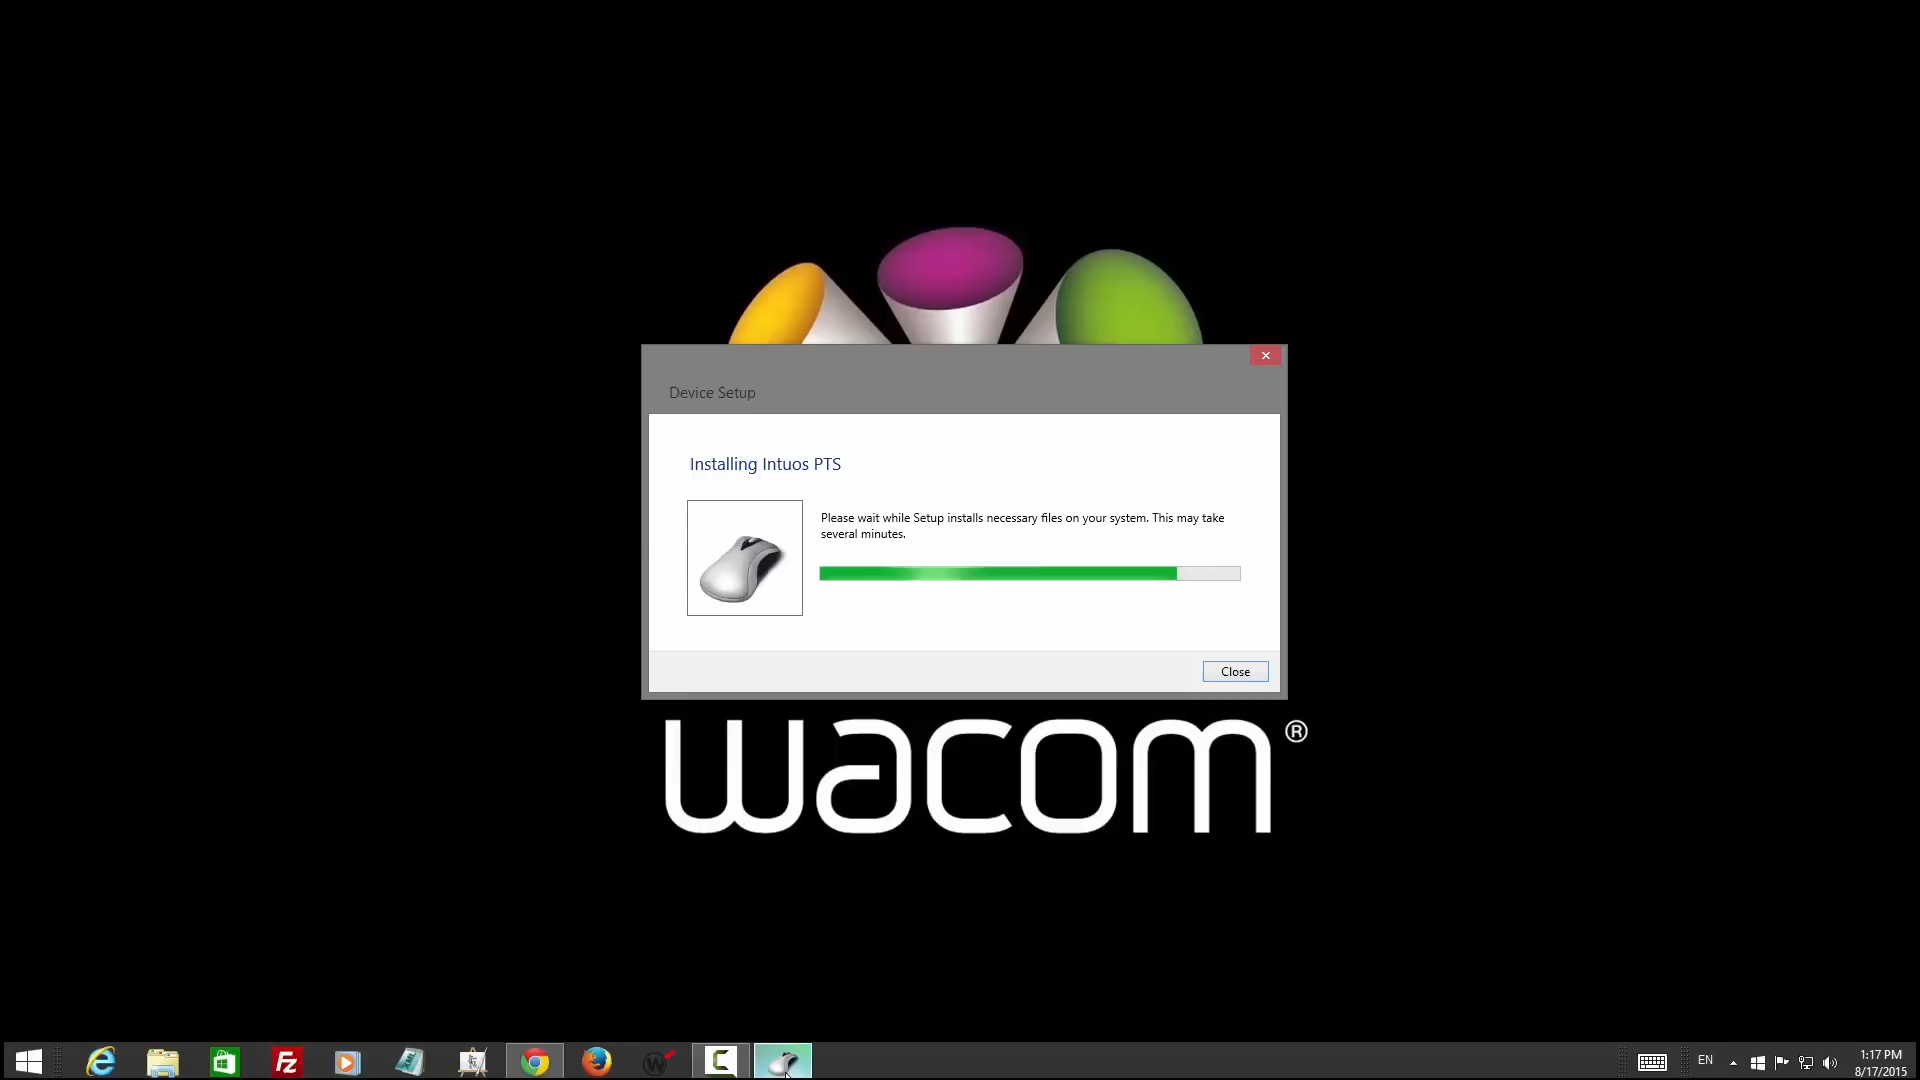 Device Setup
Installing Intuos PTS
Please wait while Setup installs necessary files on your system. This may take
several minutes.
Close
wacom®
EN
1:17 PM
8/17/2015